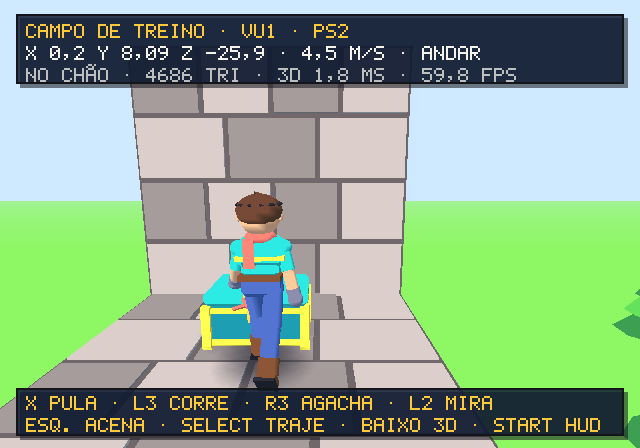 CAMPO DE TREINO · VU1 · PS2
X 0,2 Y 8,09 Z -25,9 · 4,5 M/S · ANDAR
NO CHÃO · 4686 TRI · 3D 1,8 MS · 59,8 FPS
X PULA · L3 CORRE · R3 AGACHA · L2 MIRA
ESQ. ACENA · SELECT TRAJE · BAIXO 3D · START HUD